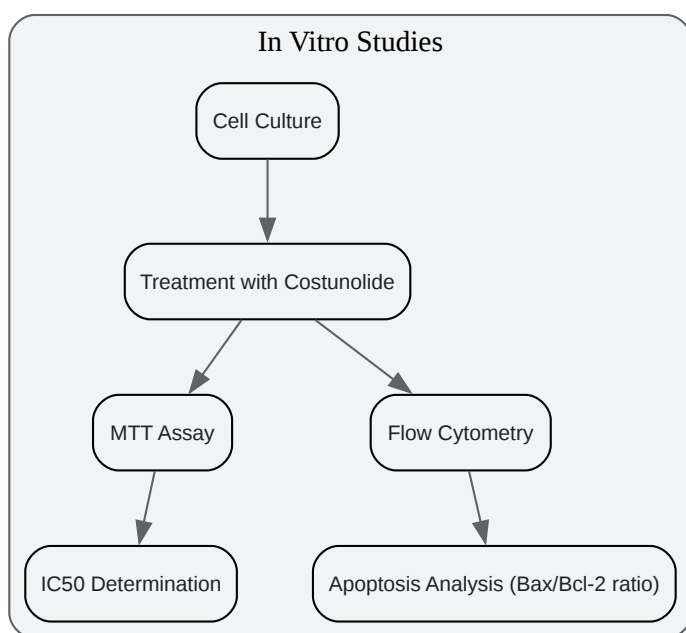 In Vitro Studies
Cell Culture
Treatment with Costunolide
MTT Assay
Flow Cytometry
IC50 Determination
Apoptosis Analysis (Bax/Bcl-2 ratio)